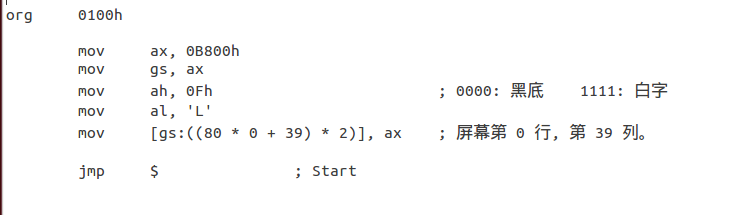 org	0100h
	mov	ax, 0B800h
	mov	gs, ax
	mov	ah, 0Fh				; 0000: 黑底    1111: 白字
	mov	al, 'L'
	mov	[gs:((80 * 0 + 39) * 2)], ax	; 屏幕第 0 行, 第 39 列。
	jmp	$		; Start